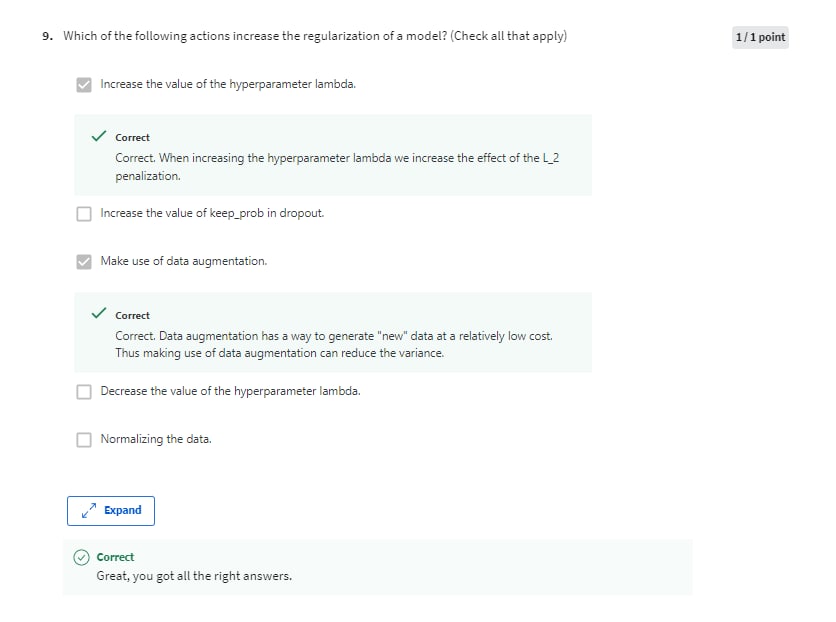 9. Which of the following actions increase the regularization of a model? (Check all that apply)
1 / 1 point
Increase the value of the hyperparameter lambda.
Correct
Correct. When increasing the hyperparameter lambda we increase the effect of the L_2
penalization.
Increase the value of keep_prob in dropout.
Make use of data augmentation.
Correct
Correct. Data augmentation has a way to generate "new" data at a relatively low cost.
Thus making use of data augmentation can reduce the variance.
Decrease the value of the hyperparameter lambda.
Normalizing the data.
Expand
Correct
Great, you got all the right answers.